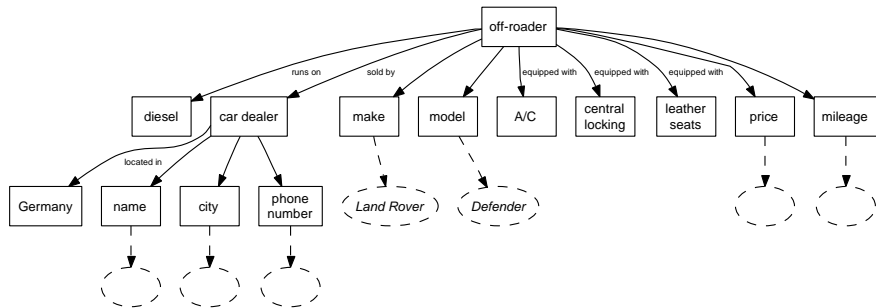 off-roader
runs on
sold by
equipped with
equipped with
equipped with
diesel
car dealer
make
model
A/C
central
locking
leather
seats
price
mileage
located in
Germany
name
city
phone
number
Land Rover
Defender